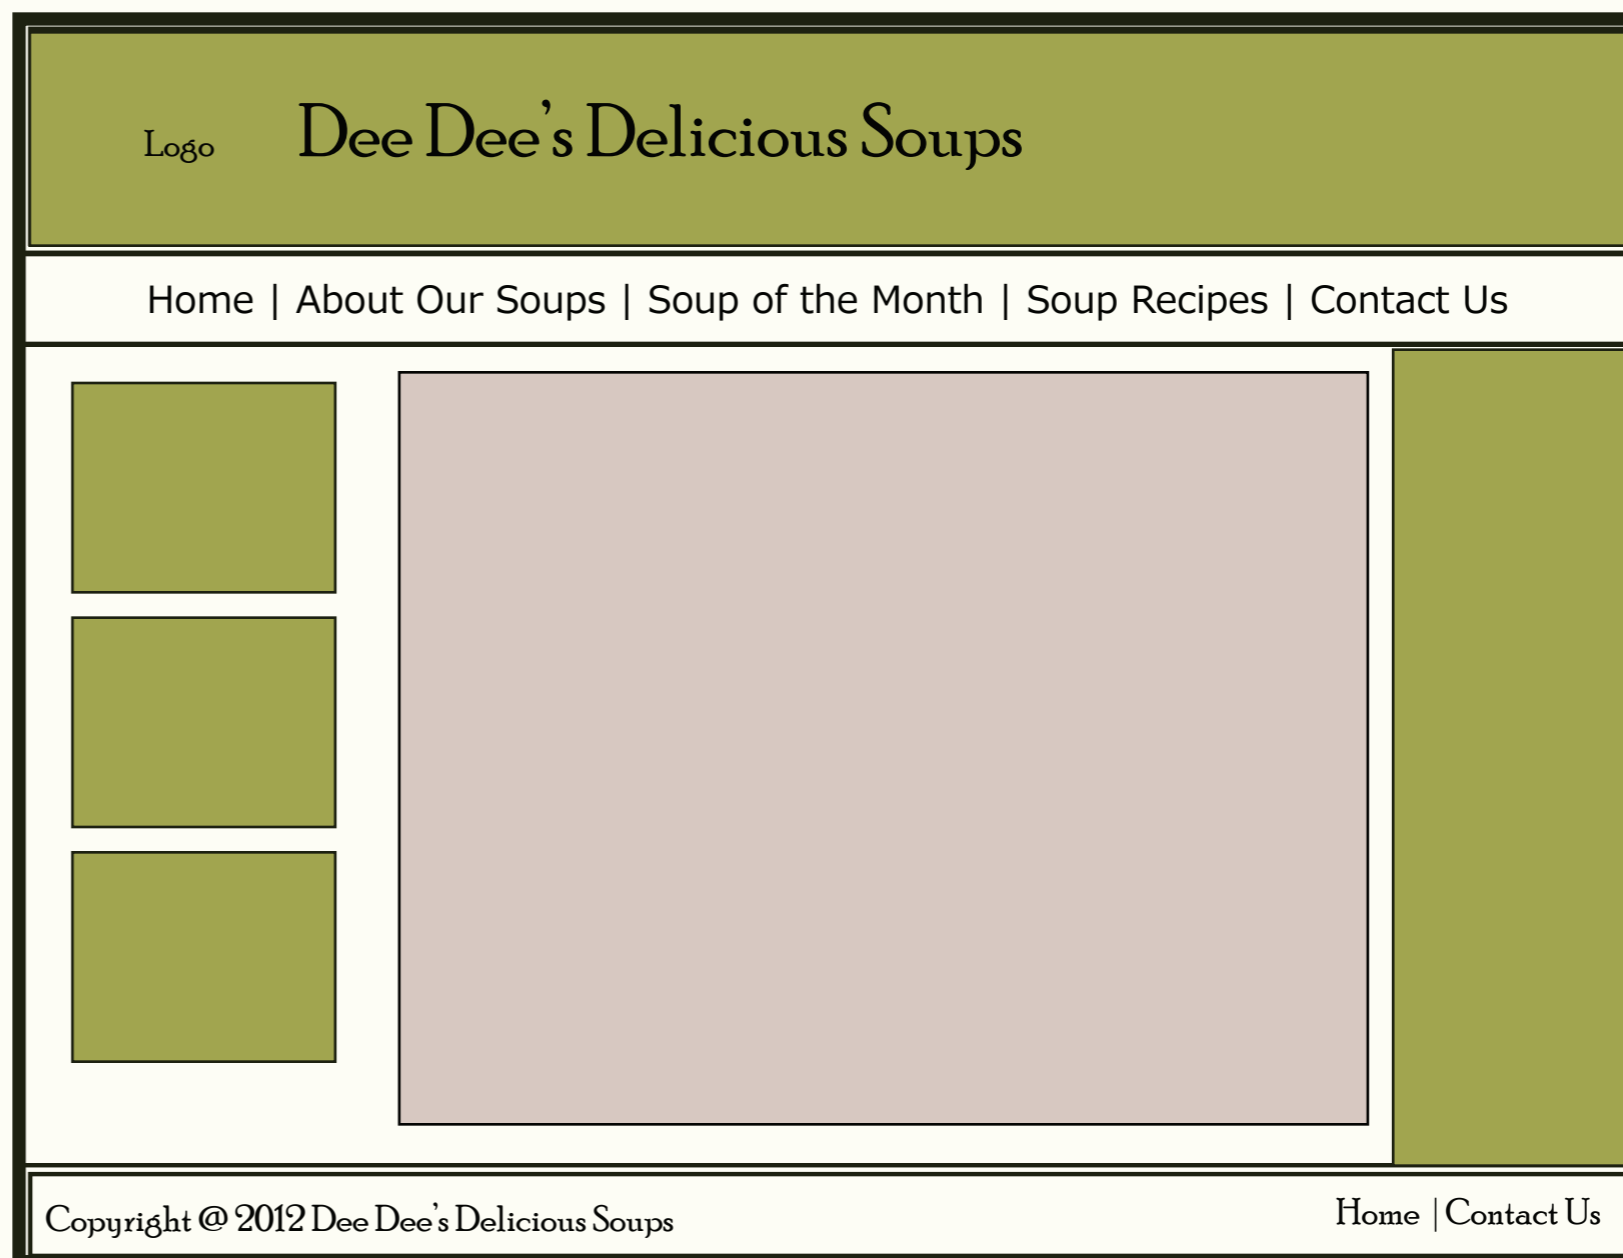 Logo
Dee Dee’s Delicious Soups
Home | About Our Soups | Soup of the Month | Soup Recipes | Contact Us
Copyright @ 2012 Dee Dee’s Delicious Soups
Home | Contact Us